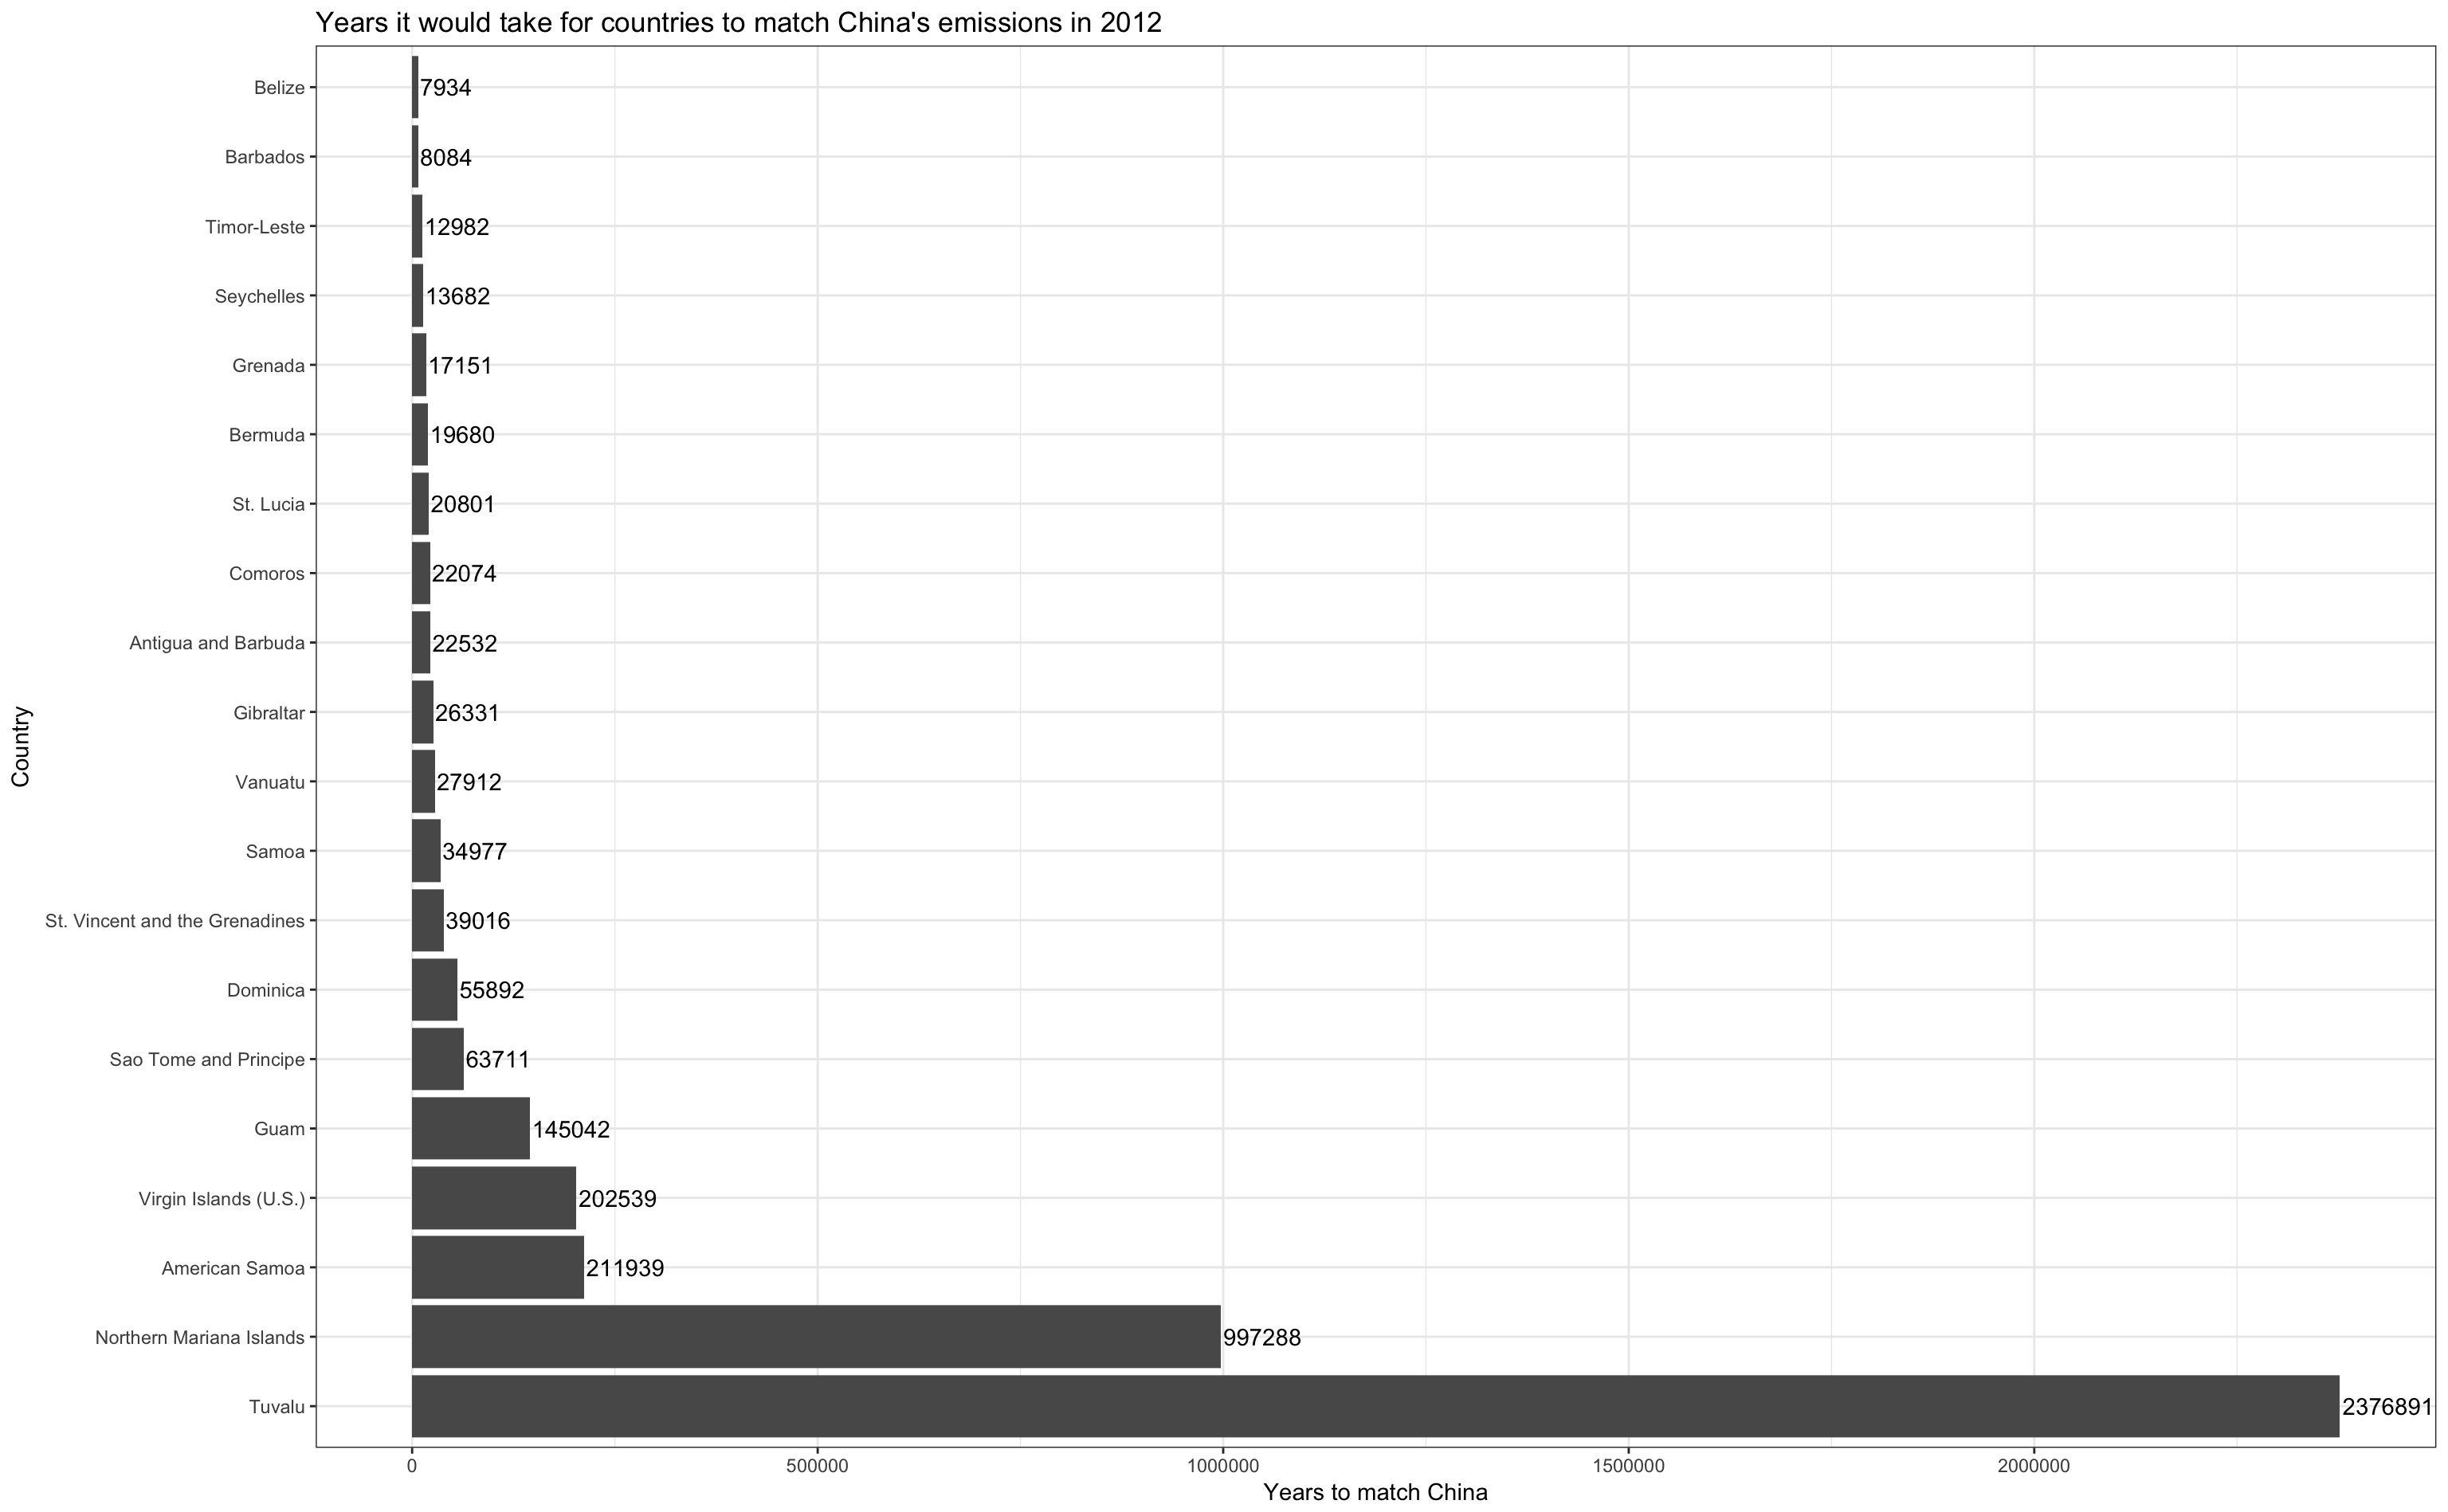 Years it would take for countries to match China's emissions in 2012
Belize 7934
Barbados 8084
Timor-Leste 12982
Seychelles 13682
Grenada 17151
Bermuda 19680
St. Lucia 20801
Comoros 22074
Antigua and Barbuda 22532
Gibraltar 26331
Vanuatu 27912
Samoa 34977
St. Vincent and the Grenadines 39016
Dominica 55892
Sao Tome and Principe 63711
Guam 145042
Virgin Islands (U.S.) 202539
American Samoa 211939
Northern Mariana Islands 997288
Tuvalu 2376891
Country
0 500000 1000000 1500000 2000000
Years to match China